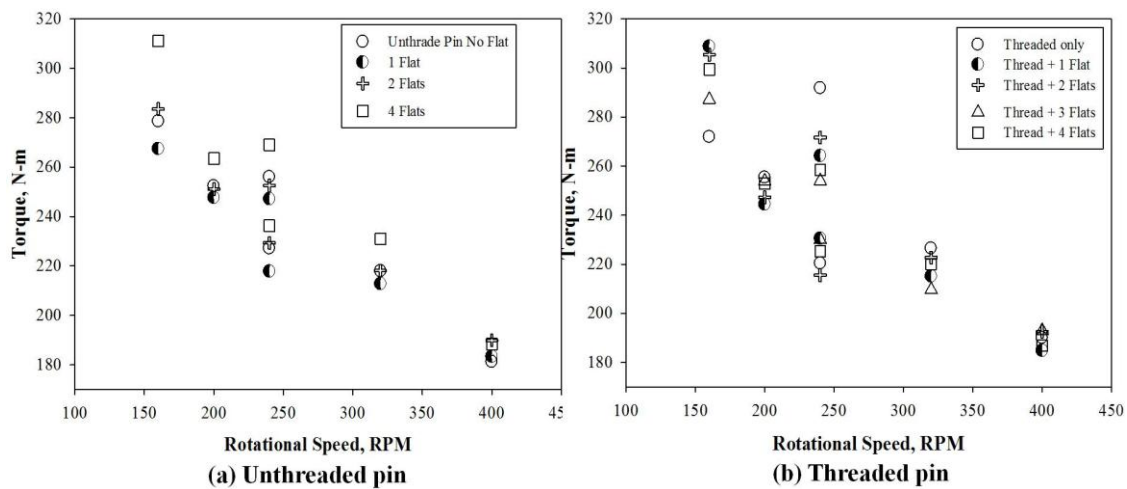 320
300
280
260
240
220
200
180
Torque, N-m
Unthrade Pin No Flat
1 Flat
2 Flats
4 Flats
100 150 200 250 300 350 400 45
Rotational Speed, RPM
(a) Unthreaded pin
320
300
280
260
240
220
200
180
Torque, N-m
Threaded only
Thread + 1 Flat
Thread + 2 Flats
Thread + 3 Flats
Thread + 4 Flats
100 150 200 250 300 350 400 450
Rotational Speed, RPM
(b) Threaded pin